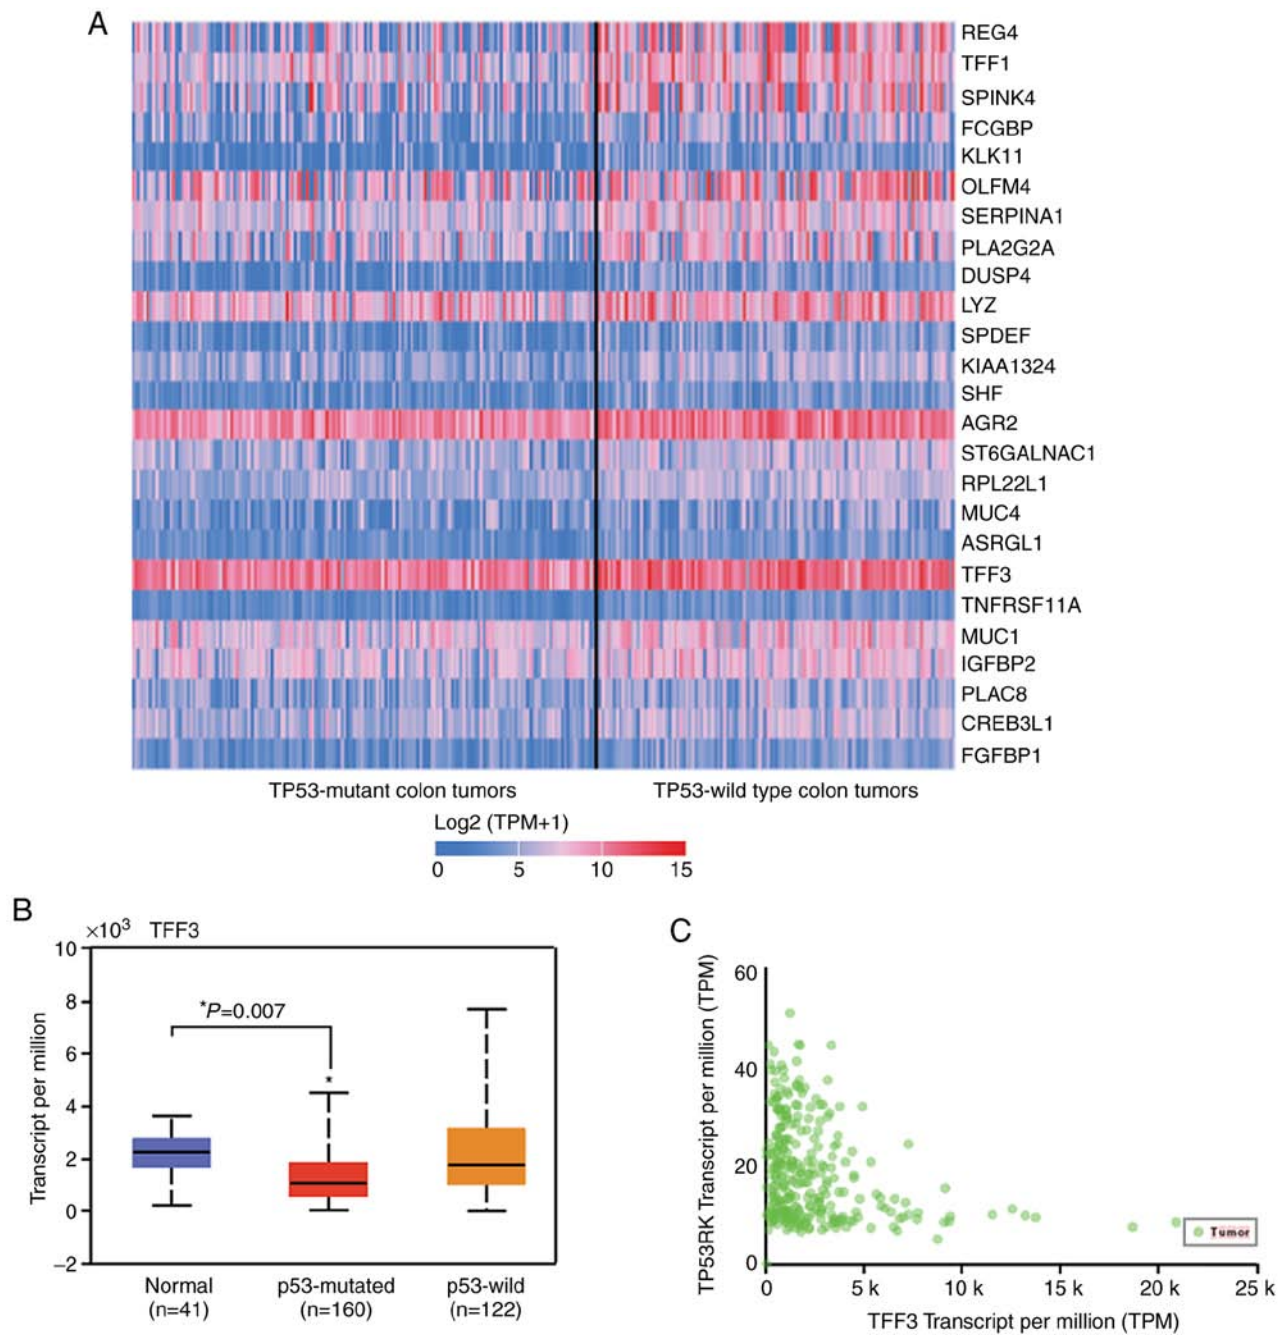 A
REG4
TFF1
SPINK4
FCGBP
KLK11
OLFM4
SERPINA1
PLA2G2A
DUSP4
LYZ
SPDEF
KIAA1324
SHF
AGR2
ST6GALNAC1
RPL22L1
MUC4
ASRGL1
TFF3
TNFRSF11A
MUC1
IGFBP2
PLAC8
CREB3L1
FGFBP1
TP53-mutant colon tumors TP53-wild type colon tumors
Log2 (TPM+1)
0 5 10 15
B
×10³ TFF3
Transcript per million
10
8
6
4
2
0
−2
*P=0.007
*
Normal p53-mutated p53-wild
(n=41) (n=160) (n=122)
C
TP53RK Transcript per million (TPM)
60
40
20
0
Tumor
0 5 k 10 k 15 k 20 k 25 k
TFF3 Transcript per million (TPM)